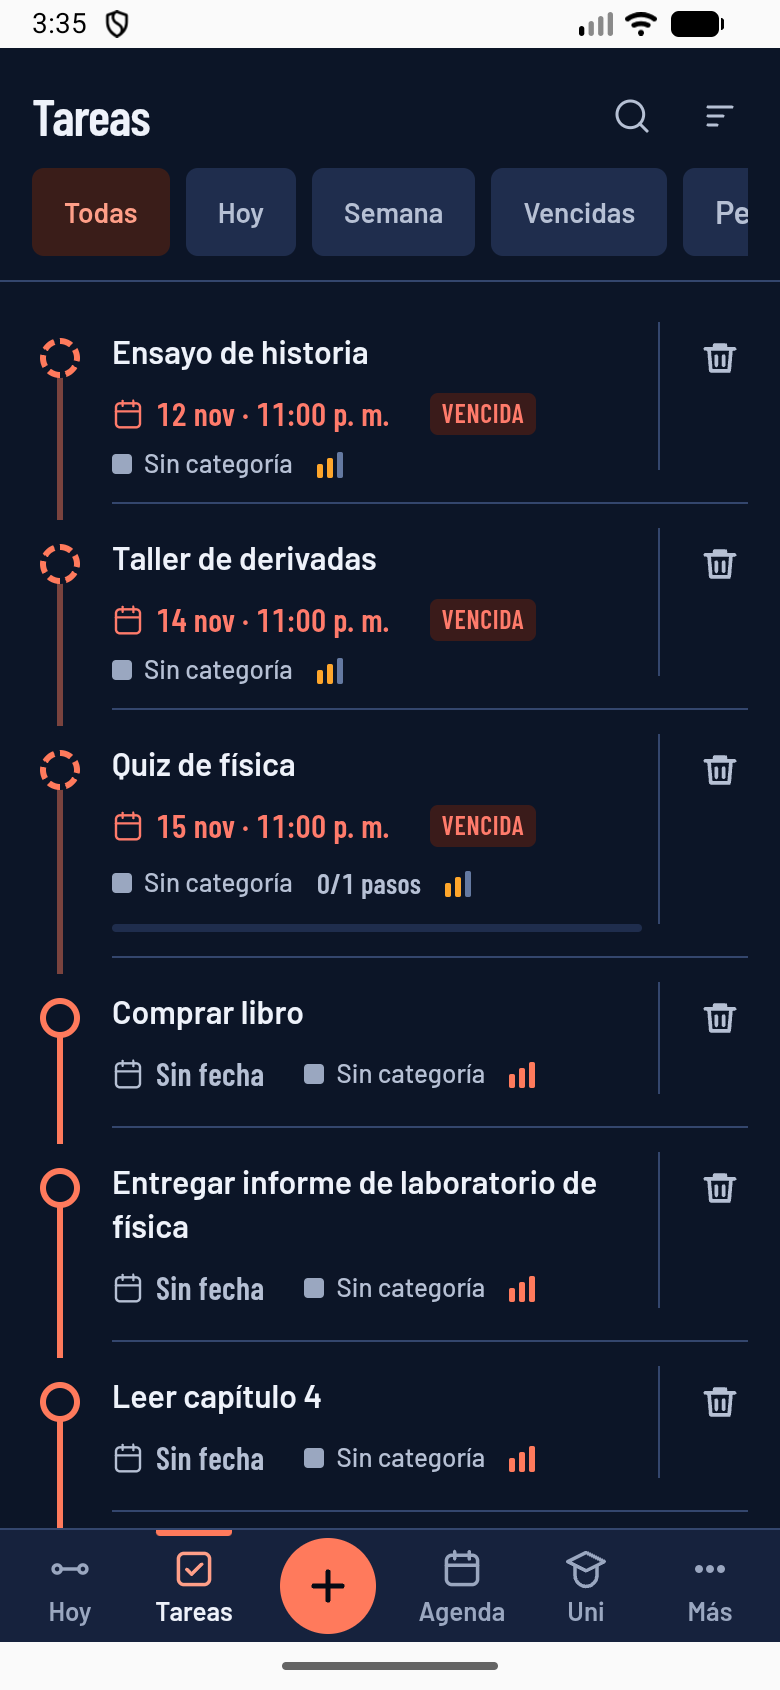 3:35
Tareas
Todas Hoy Semana Vencidas Pe
Ensayo de historia
12 nov · 11:00 p. m. VENCIDA
Sin categoría
Taller de derivadas
14 nov · 11:00 p. m. VENCIDA
Sin categoría
Quiz de física
15 nov · 11:00 p. m. VENCIDA
Sin categoría 0/1 pasos
Comprar libro
Sin fecha Sin categoría
Entregar informe de laboratorio de
física
Sin fecha Sin categoría
Leer capítulo 4
Sin fecha Sin categoría
Hoy Tareas Agenda Uni Más